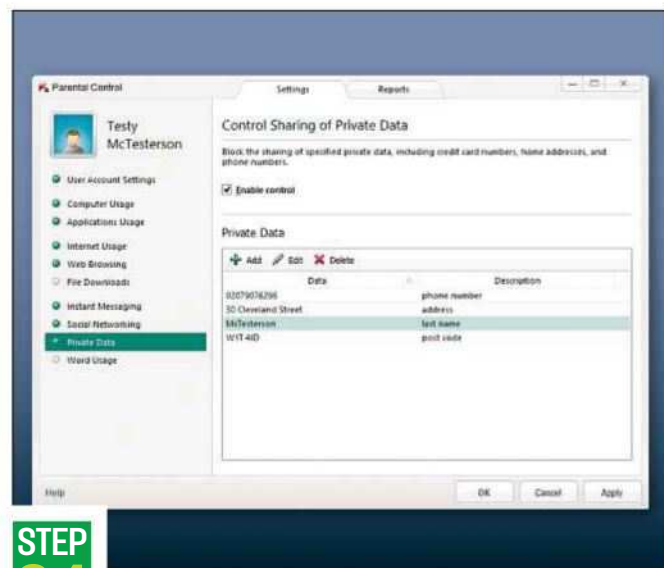 Parental Control
Settings
Reports
Testy
McTesterson
User Account Settings
Computer Usage
Applications Usage
Internet Usage
Web Browsing
File Downloads
Instant Messaging
Social Networking
Private Data
Word Usage
Control Sharing of Private Data
Block the sharing of specified private data, including credit card numbers, home addresses, and
phone numbers.
Enable control
Private Data
Add Edit Delete
Data Description
02079076296 phone number
30 Cleveland Street address
McTesterson last name
W1T 4JD post code
Help
OK Cancel Apply
STEP